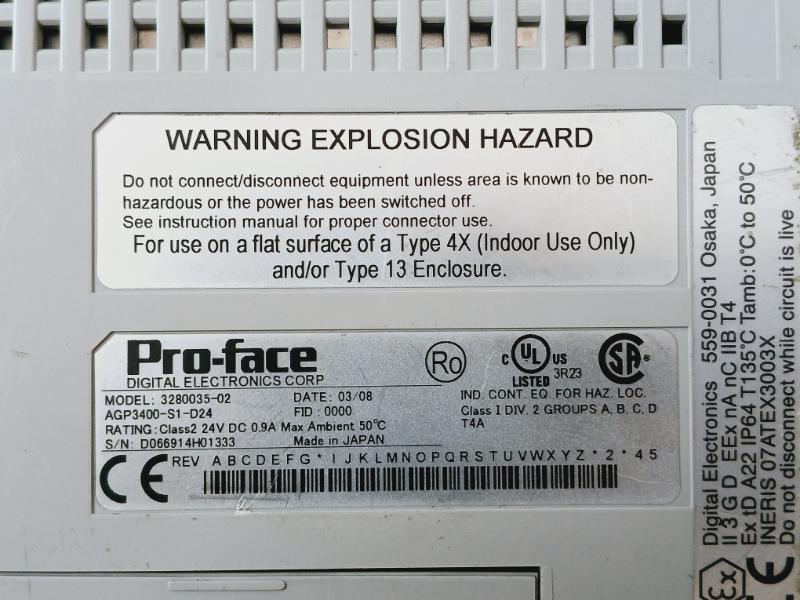 WARNING EXPLOSION HAZARD
Do not connect/disconnect equipment unless area is known to be non-
hazardous or the power has been switched off.
See instruction manual for proper connector use.
For use on a flat surface of a Type 4X (Indoor Use Only)
and/or Type 13 Enclosure.
Pro-face
DIGITAL ELECTRONICS CORP.
MODEL: 3280035-02
AGP3400-S1-D24
DATE: 03/08
FID: 0000
RATING: Class2 24V DC 0.9A Max Ambient 50°C
S/N: D066914H01333
Made in JAPAN
Ro
c UL US
LISTED 3R23
SA
IND. CONT. EQ. FOR HAZ. LOC.
Class I DIV. 2 GROUPS A, B, C, D
T4A
CE
REV A B C D E F G * I J K L M N O P Q R S T U V W X Y Z * 2 * 4 5
Digital Electronics 559-0031 Osaka, Japan
II 3 G D EEx nA nC IIB T4
Ex tD A22 IP64 T135°C Tamb:0°C to 50°C
INERIS 07ATEX3003X
Do not disconnect while circuit is live
Ex
CE